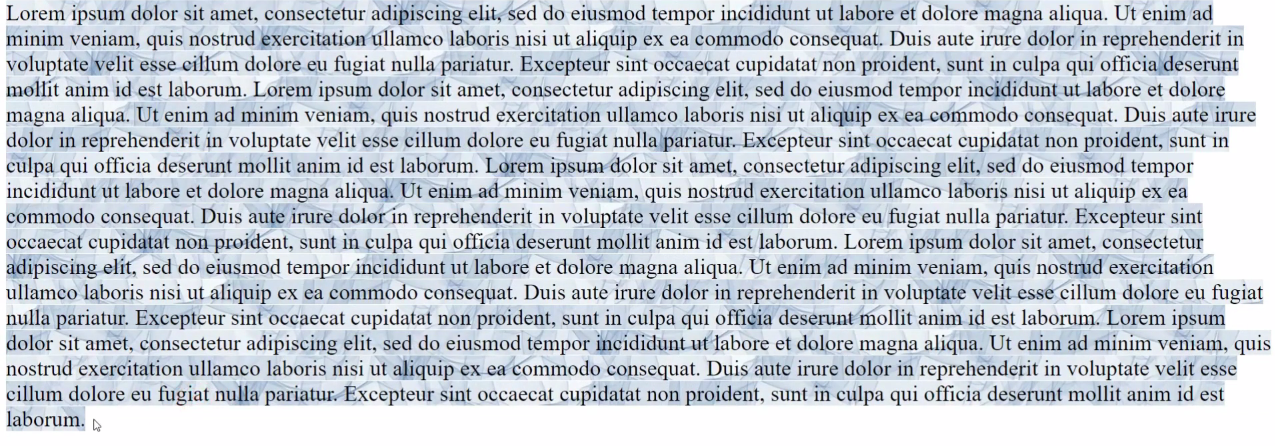 Lorem ipsum dolor sit amet, consectetur adipiscing elit, sed do eiusmod tempor incididunt ut labore et dolore magna aliqua. Ut enim ad
minim veniam, quis nostrud exercitation ullamco laboris nisi ut aliquip ex ea commodo consequat. Duis aute irure dolor in reprehenderit in
voluptate velit esse cillum dolore eu fugiat nulla pariatur. Excepteur sint occaecat cupidatat non proident, sunt in culpa qui officia deserunt
mollit anim id est laborum. Lorem ipsum dolor sit amet, consectetur adipiscing elit, sed do eiusmod tempor incididunt ut labore et dolore
magna aliqua. Ut enim ad minim veniam, quis nostrud exercitation ullamco laboris nisi ut aliquip ex ea commodo consequat. Duis aute irure
dolor in reprehenderit in voluptate velit esse cillum dolore eu fugiat nulla pariatur. Excepteur sint occaecat cupidatat non proident, sunt in
culpa qui officia deserunt mollit anim id est laborum. Lorem ipsum dolor sit amet, consectetur adipiscing elit, sed do eiusmod tempor
incididunt ut labore et dolore magna aliqua. Ut enim ad minim veniam, quis nostrud exercitation ullamco laboris nisi ut aliquip ex ea
commodo consequat. Duis aute irure dolor in reprehenderit in voluptate velit esse cillum dolore eu fugiat nulla pariatur. Excepteur sint
occaecat cupidatat non proident, sunt in culpa qui officia deserunt mollit anim id est laborum. Lorem ipsum dolor sit amet, consectetur
adipiscing elit, sed do eiusmod tempor incididunt ut labore et dolore magna aliqua. Ut enim ad minim veniam, quis nostrud exercitation
ullamco laboris nisi ut aliquip ex ea commodo consequat. Duis aute irure dolor in reprehenderit in voluptate velit esse cillum dolore eu fugiat
nulla pariatur. Excepteur sint occaecat cupidatat non proident, sunt in culpa qui officia deserunt mollit anim id est laborum. Lorem ipsum
dolor sit amet, consectetur adipiscing elit, sed do eiusmod tempor incididunt ut labore et dolore magna aliqua. Ut enim ad minim veniam, quis
nostrud exercitation ullamco laboris nisi ut aliquip ex ea commodo consequat. Duis aute irure dolor in reprehenderit in voluptate velit esse
cillum dolore eu fugiat nulla pariatur. Excepteur sint occaecat cupidatat non proident, sunt in culpa qui officia deserunt mollit anim id est
laborum.